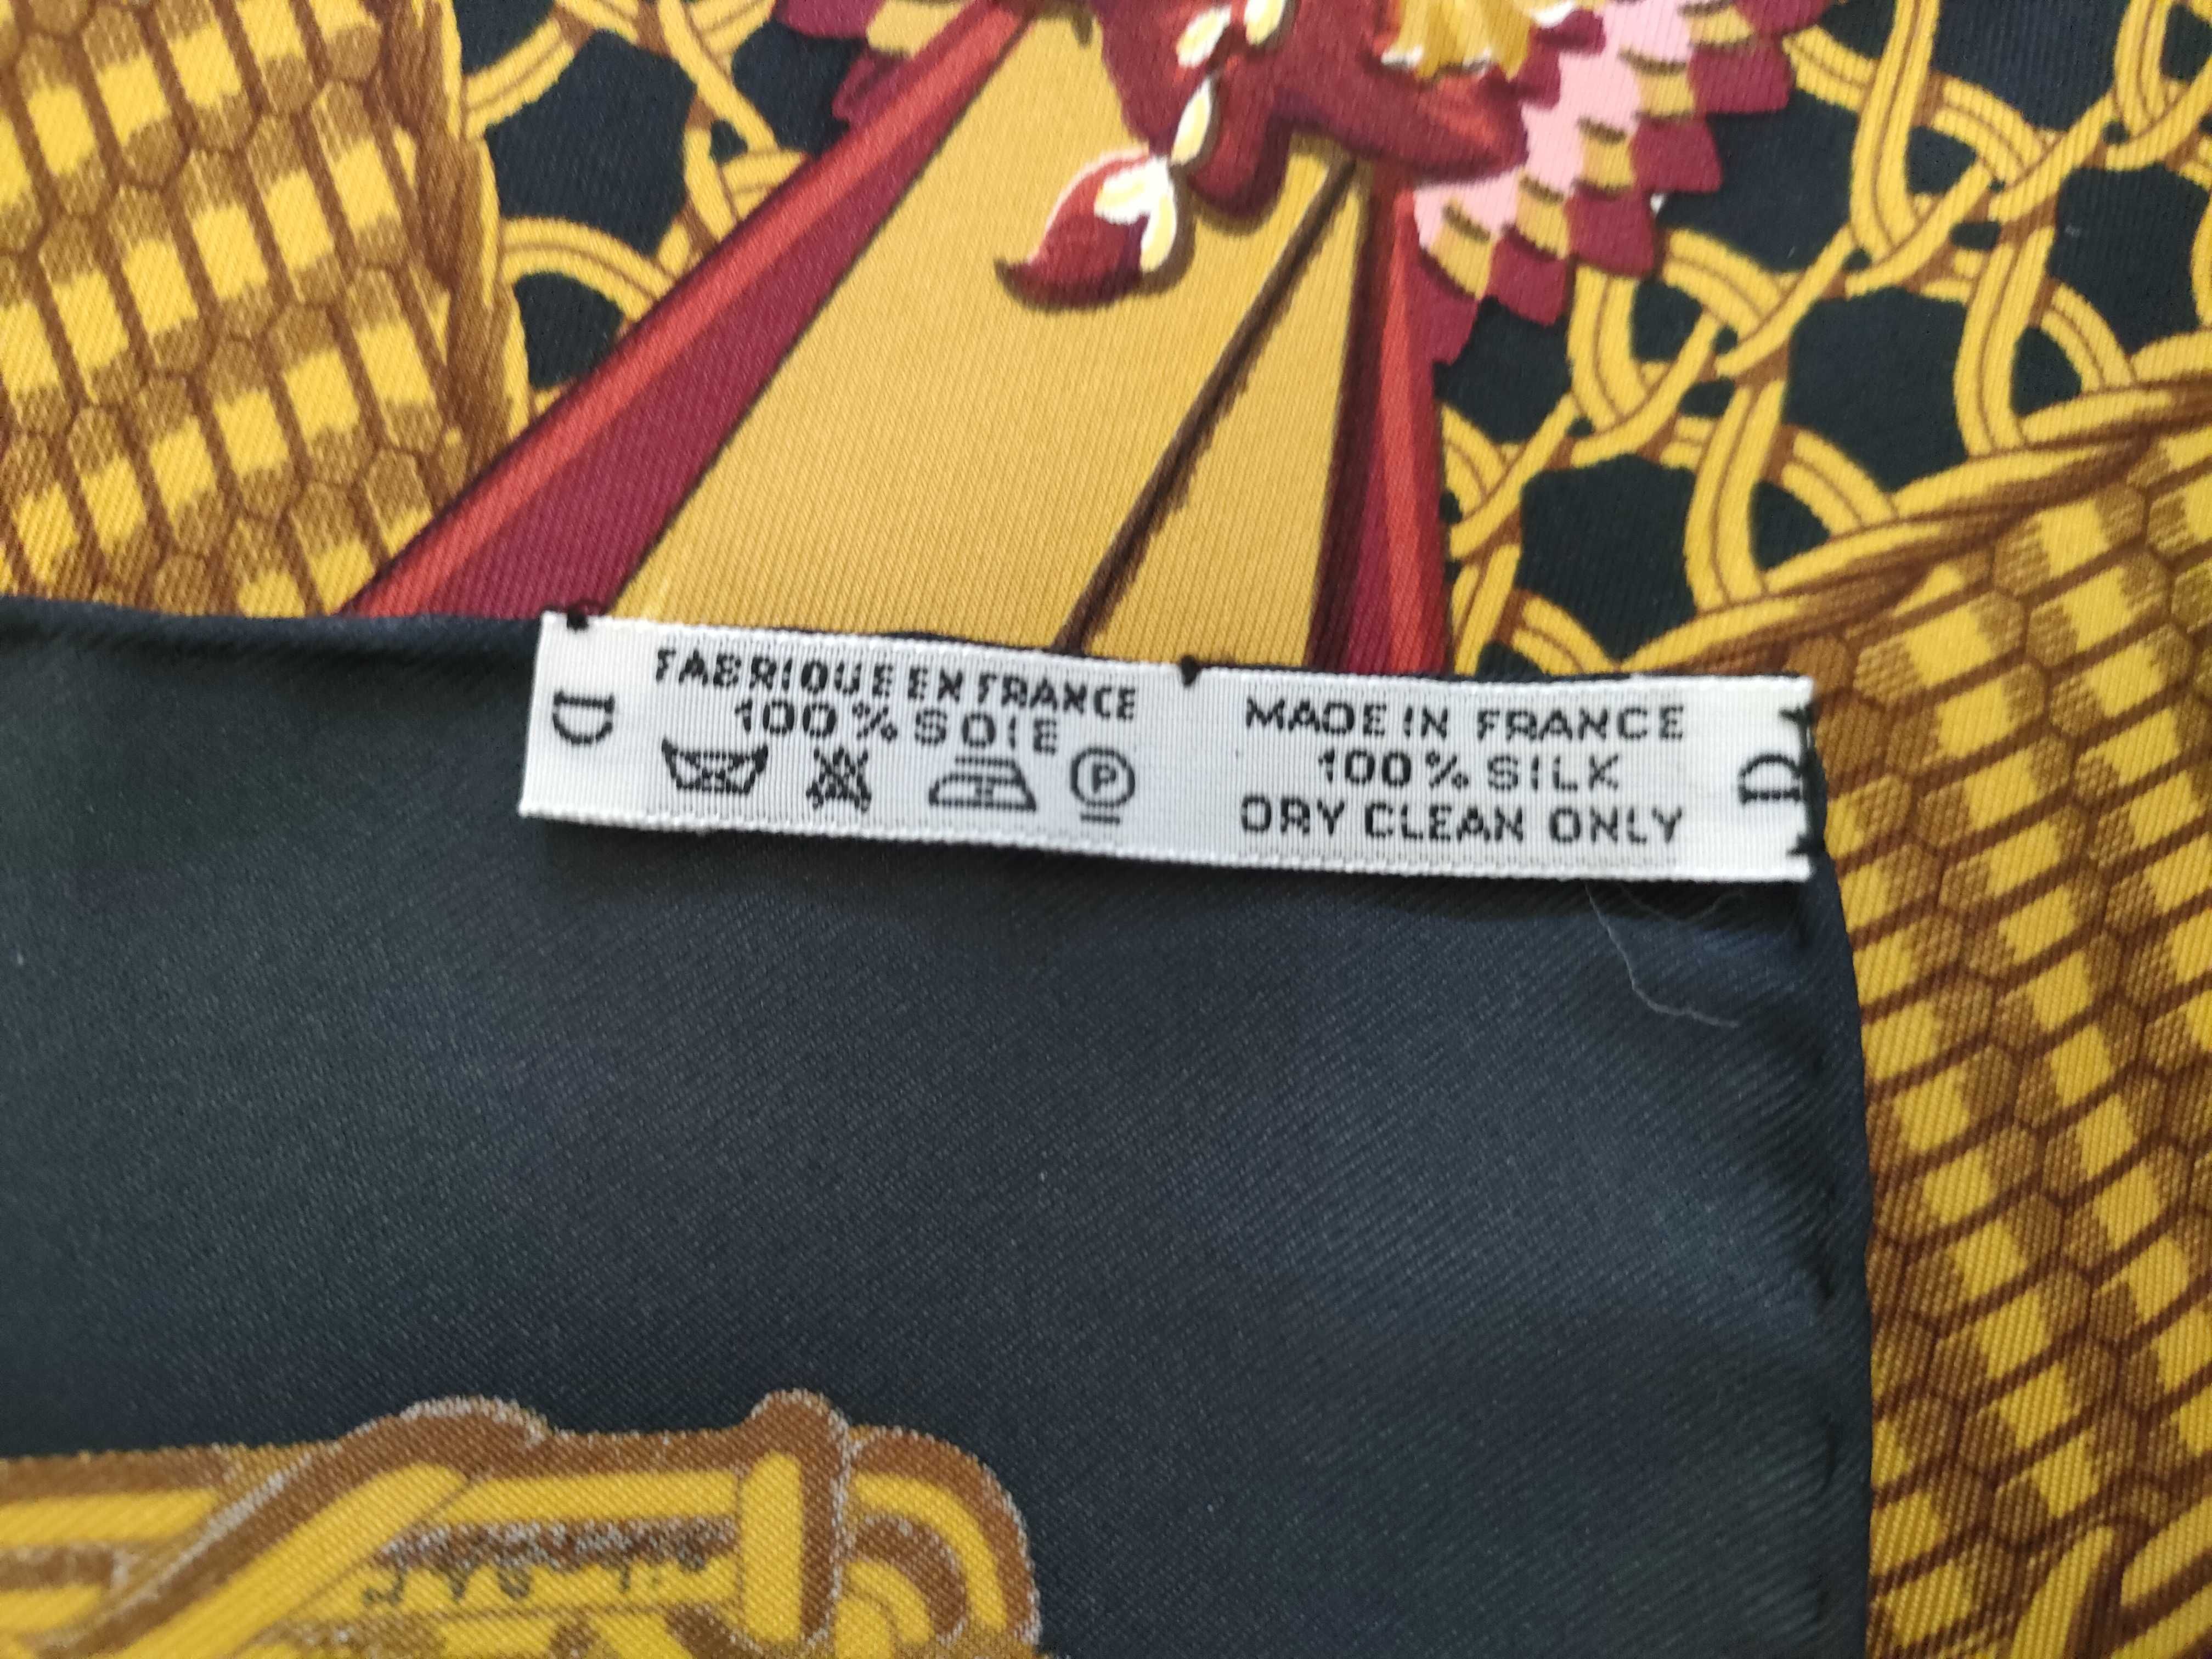 D
FABRIQUE EN FRANCE
100% SOIE
P
MADE IN FRANCE
100% SILK
DRY CLEAN ONLY
D